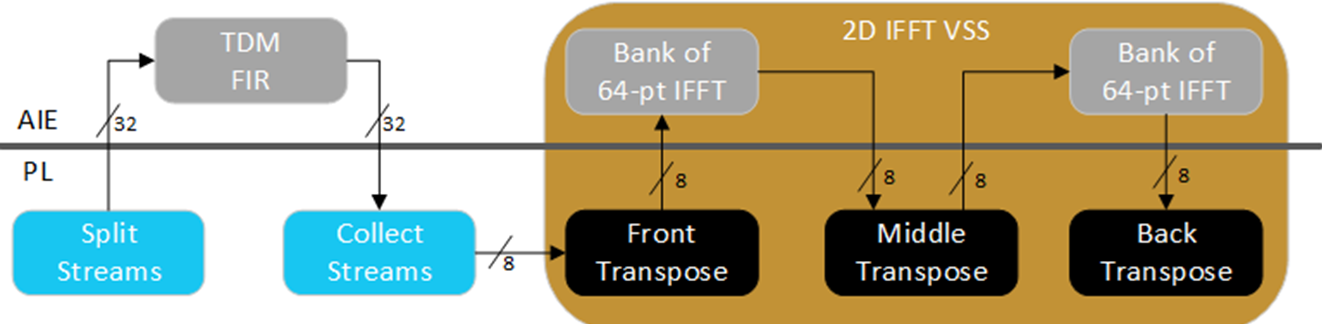 TDM
FIR
2D IFFT VSS
Bank of
64-pt IFFT
Bank of
64-pt IFFT
AIE
32
32
PL
8
8
8
8
Split
Streams
Collect
Streams
8
Front
Transpose
Middle
Transpose
Back
Transpose